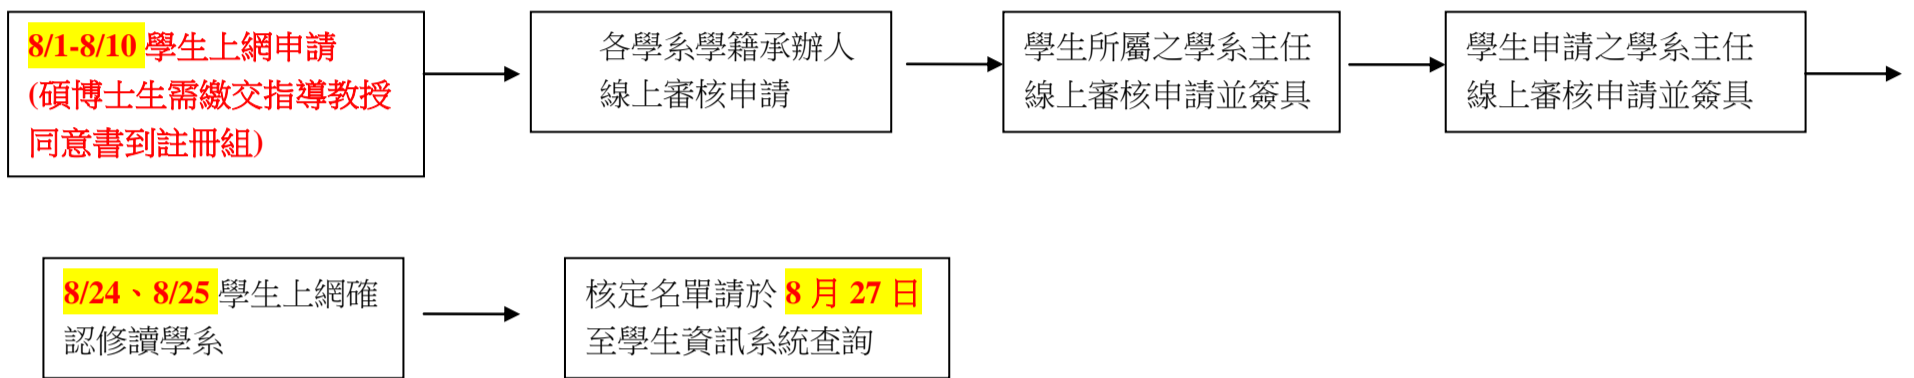 8/1-8/10 學生上網申請
(碩博士生需繳交指導教授
同意書到註冊組)
各學系學籍承辦人
線上審核申請
學生所屬之學系主任
線上審核申請並簽具
學生申請之學系主任
線上審核申請並簽具
8/24、8/25 學生上網確
認修讀學系
核定名單請於 8 月 27 日
至學生資訊系統查詢